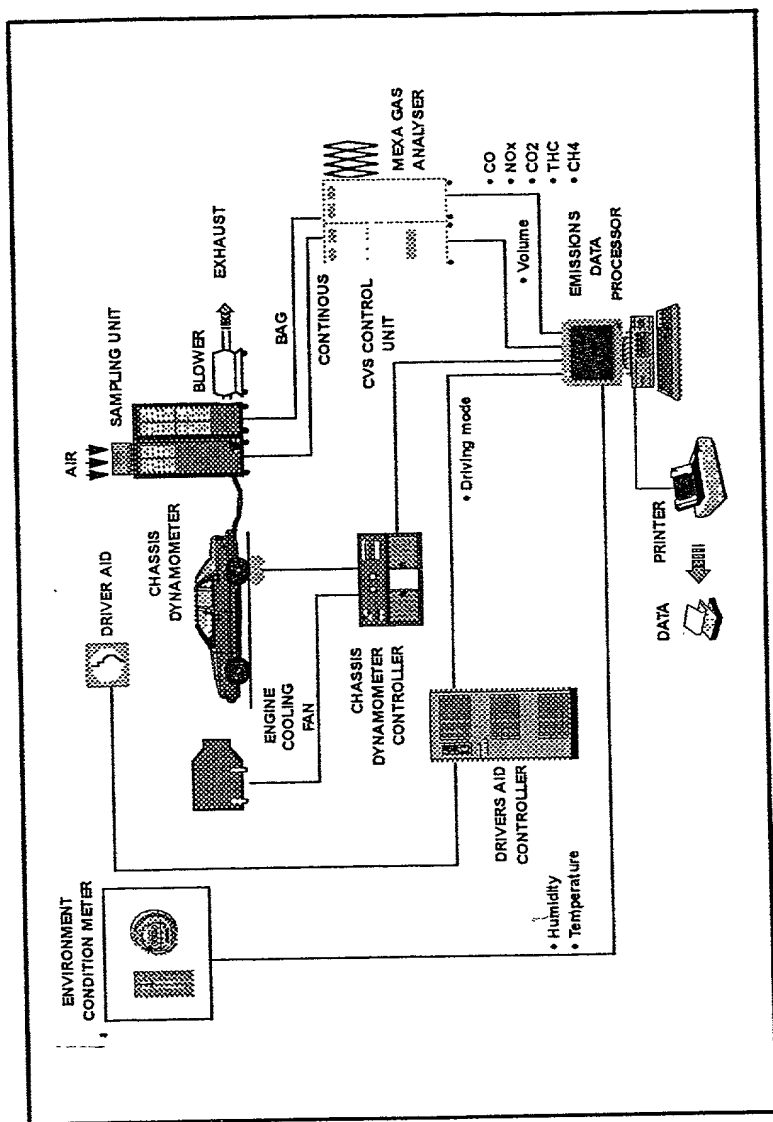 ENVIRONMENT
CONDITION METER
DRIVER AID
AIR
SAMPLING UNIT
CHASSIS
DYNAMOMETER
BLOWER
EXHAUST
ENGINE
COOLING
FAN
BAG
CONTINOUS
MEXA GAS
ANALYSER
CHASSIS
DYNAMOMETER
CONTROLLER
CVS CONTROL
UNIT
DRIVERS AID
CONTROLLER
• Driving mode
• Volume
• CO
• NOx
• CO2
• THC
• CH4
• Humidity
• Temperature
EMISSIONS
DATA
PROCESSOR
DATA
PRINTER